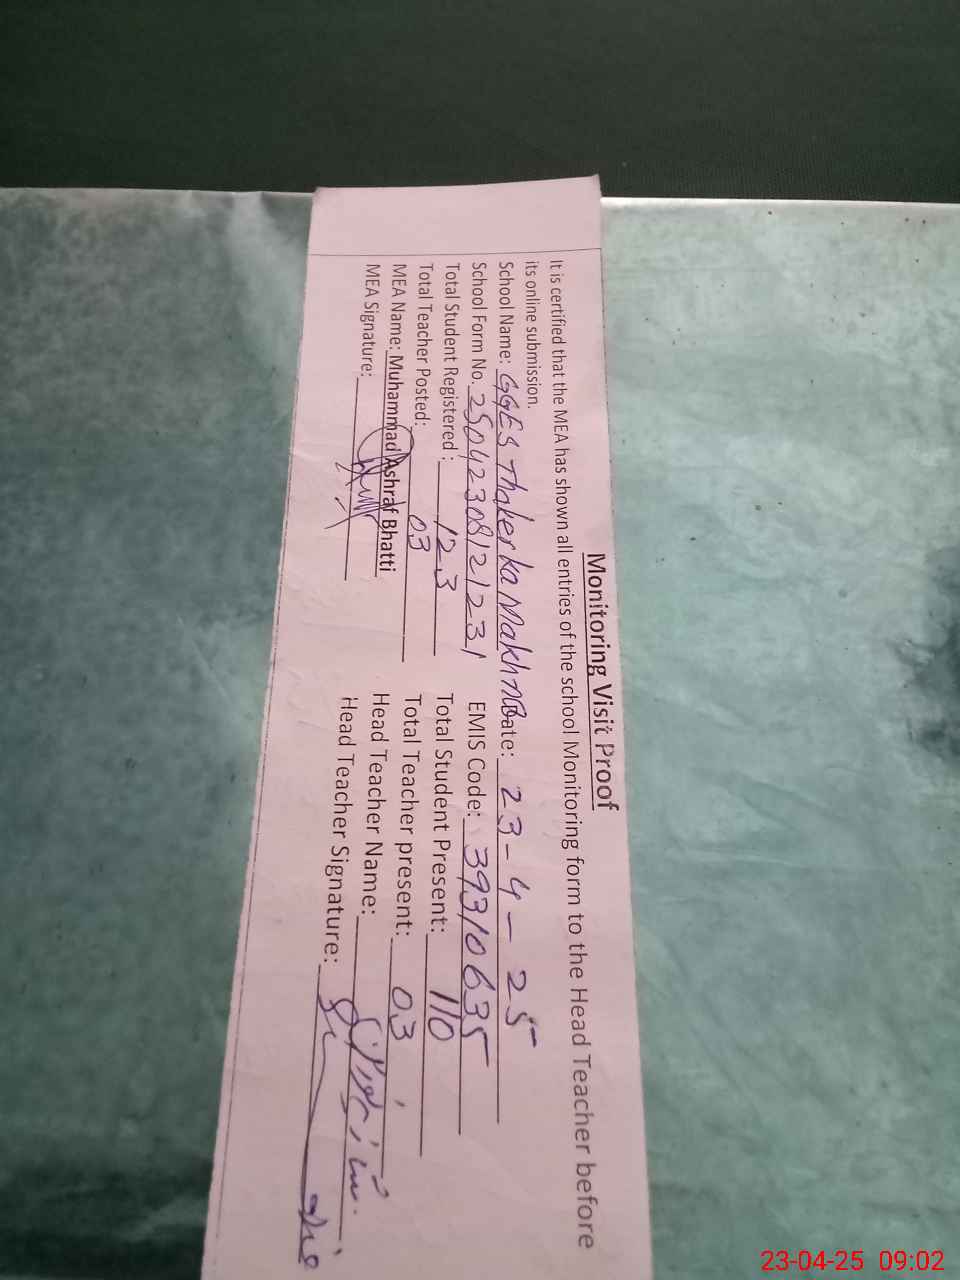 Monitoring Visit Proof
It is certified that the MEA has shown all entries of the school Monitoring form to the Head Teacher before
its online submission.
School Name: GGES Thaker ka Makhna Date: 23-4-25
School Form No. 25042308121231 EMIS Code: 39310635
Total Student Registered : 123 Total Student Present: 110
Total Teacher Posted: 03 Total Teacher present: 03
MEA Name: Muhammad Ashraf Bhatti Head Teacher Name:
MEA Signature: Head Teacher Signature:
23-04-25 09:02